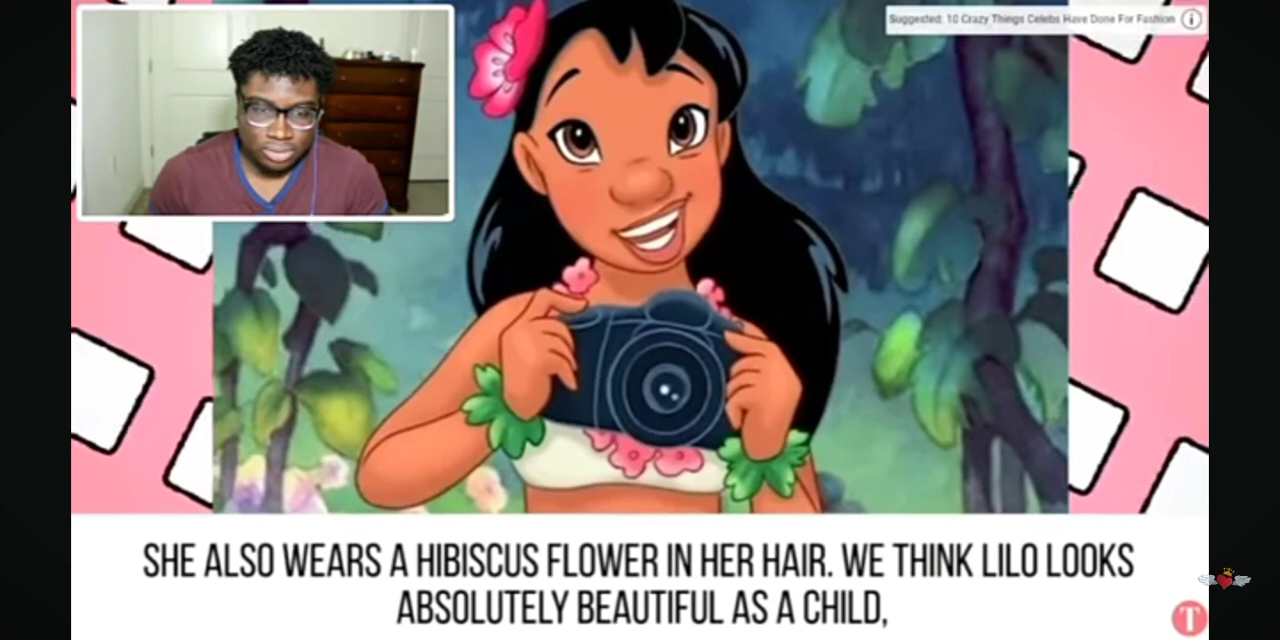 Suggested: 10 Crazy Things Celebs Have Done For Fashion i
SHE ALSO WEARS A HIBISCUS FLOWER IN HER HAIR. WE THINK LILO LOOKS
ABSOLUTELY BEAUTIFUL AS A CHILD,
T